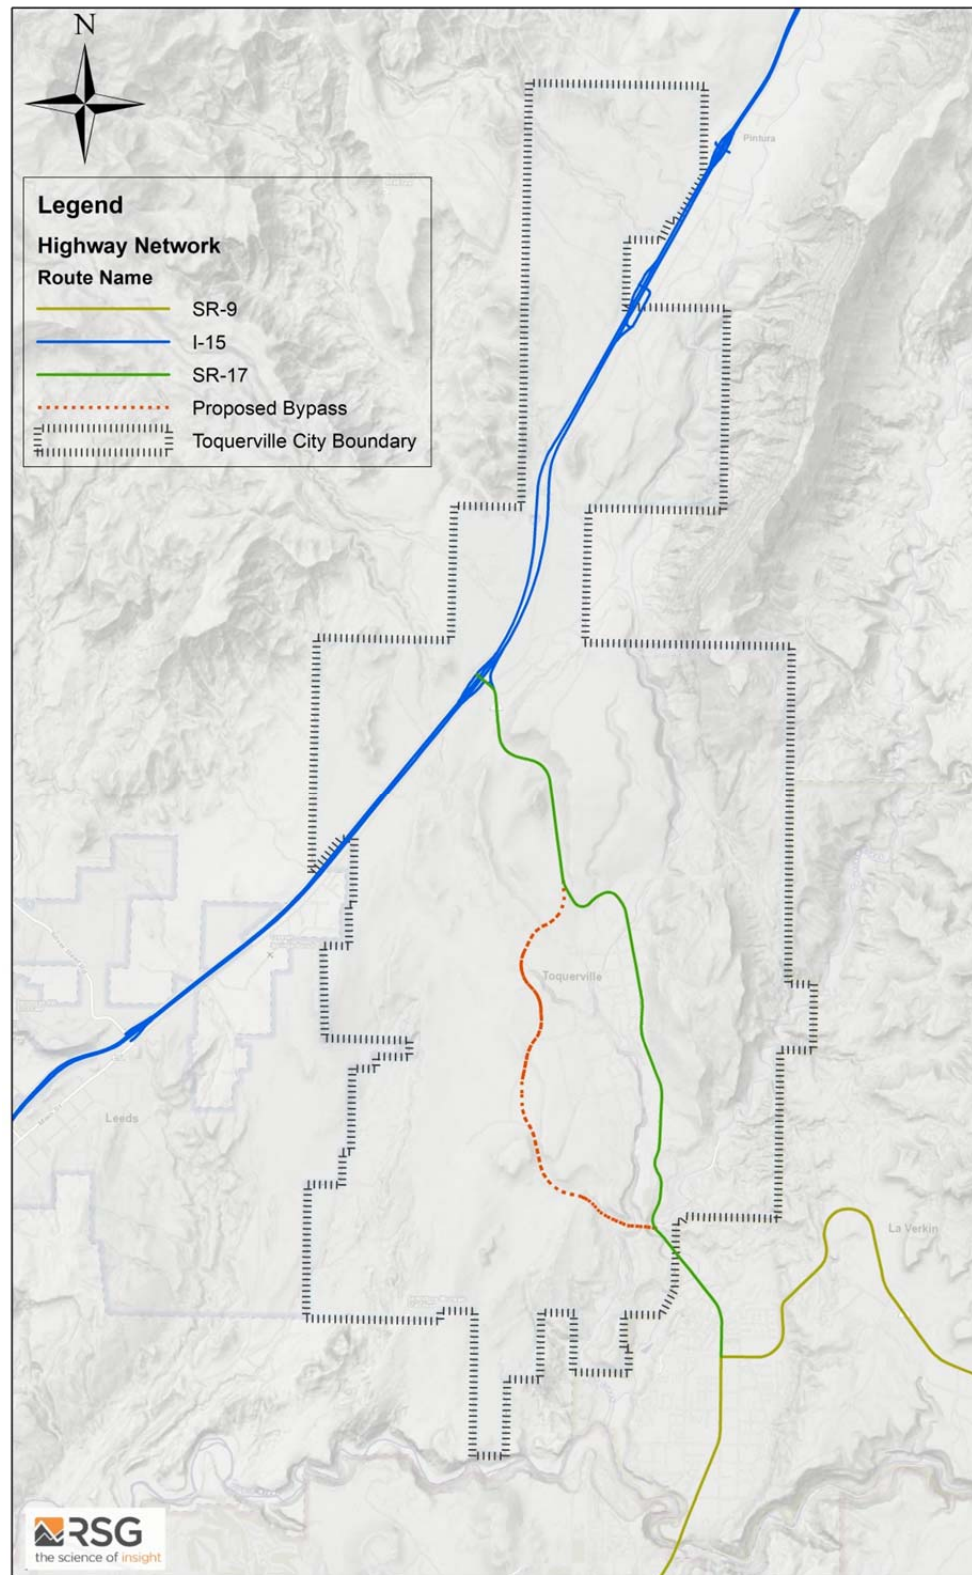 N
Pintura
Legend
Highway Network
Route Name
SR-9
I-15
SR-17
Proposed Bypass
Toquerville City Boundary
Toquerville
Leeds
La Verkin
RSG
the science of insight